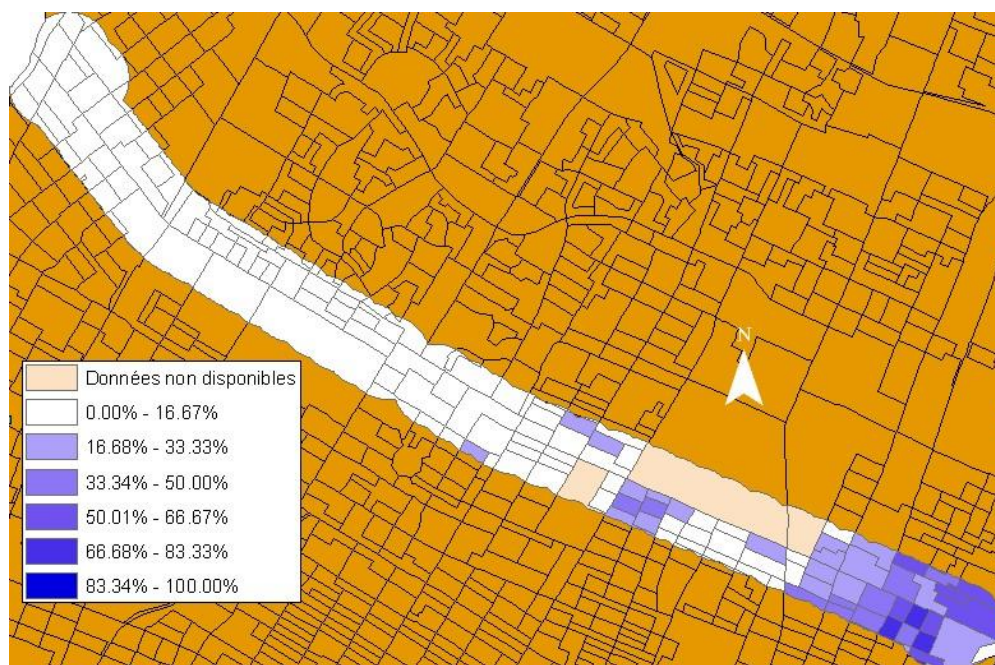 N
Données non disponibles
0.00% - 16.67%
16.68% - 33.33%
33.34% - 50.00%
50.01% - 66.67%
66.68% - 83.33%
83.34% - 100.00%